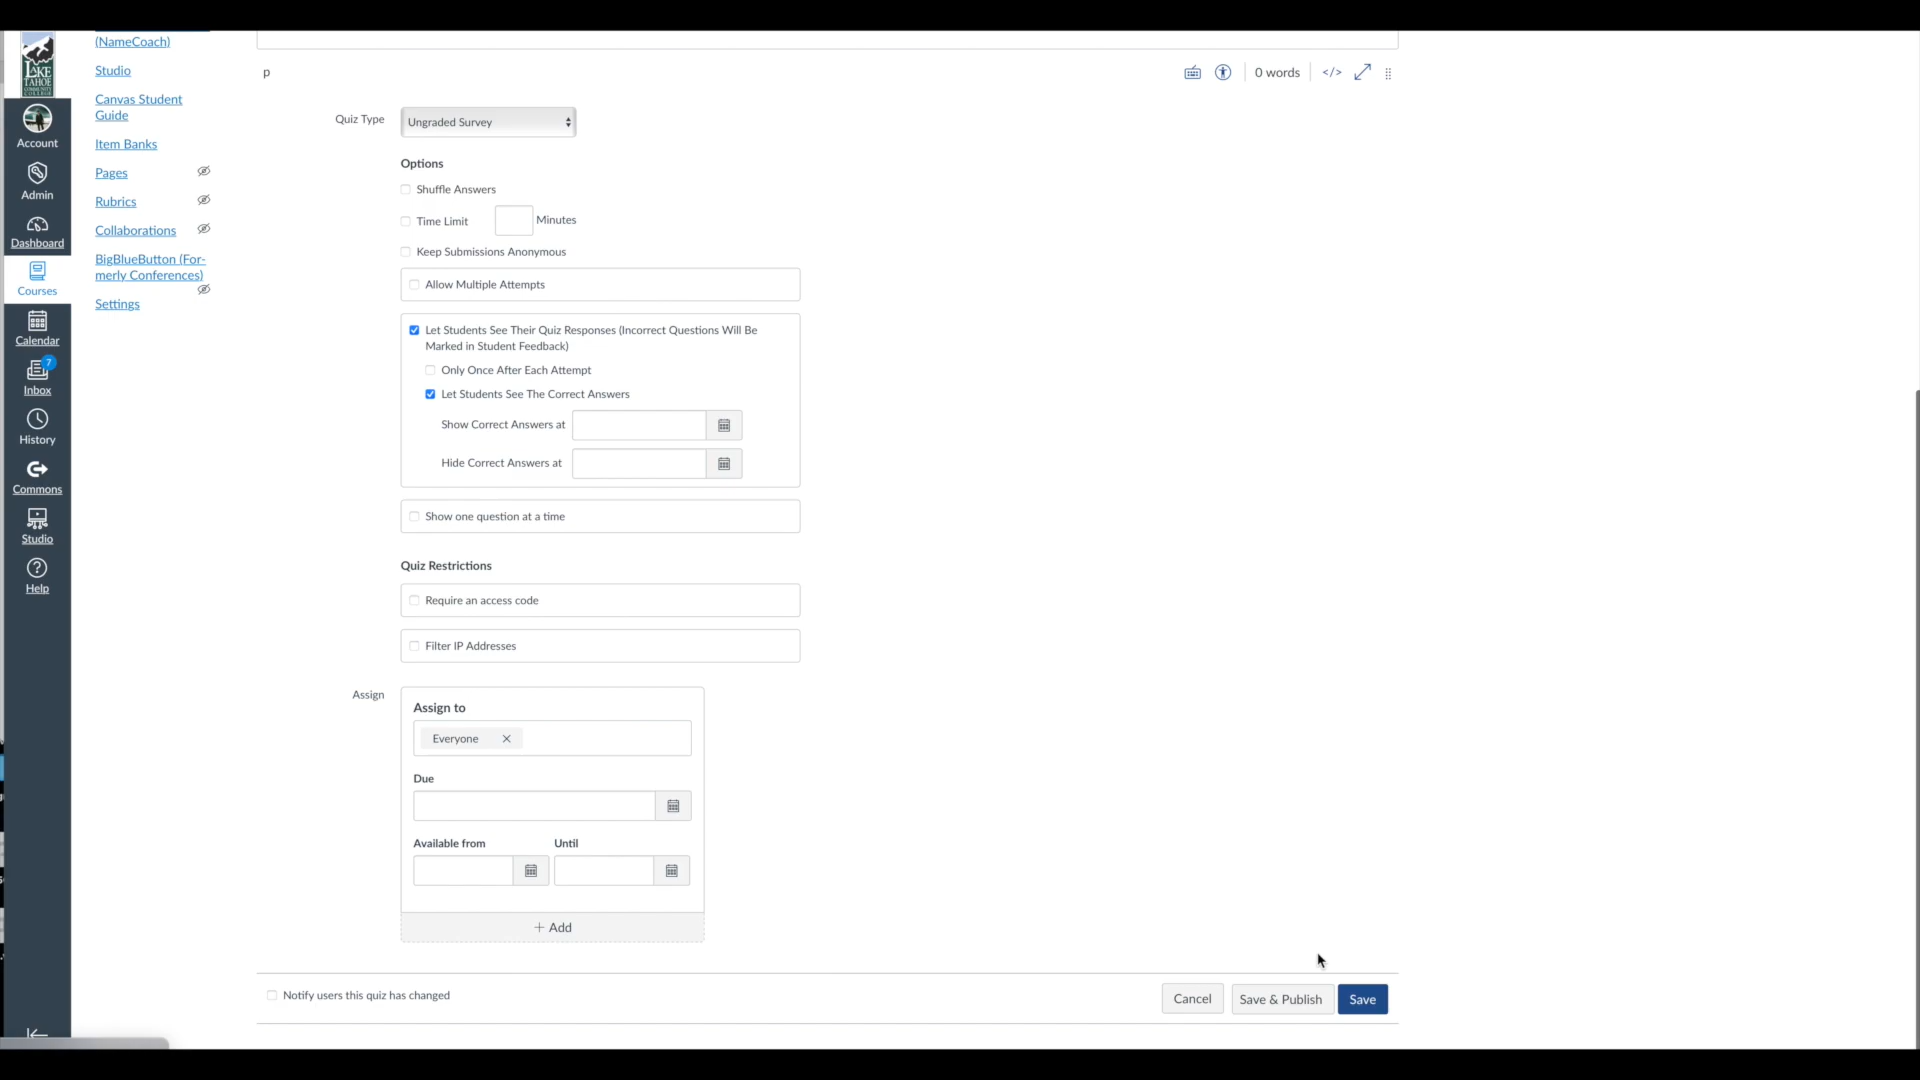 LAKE
TAHOE
COMMUNITY
COLLEGE
Account
Admin
Dashboard
Courses
Calendar
7
Inbox
History
Commons
Studio
Help
(NameCoach)
Studio
Canvas Student
Guide
Item Banks
Pages
Rubrics
Collaborations
BigBlueButton (For-
merly Conferences)
Settings
p
0 words
</>
Quiz Type
Ungraded Survey
Options
Shuffle Answers
Time Limit
Minutes
Keep Submissions Anonymous
Allow Multiple Attempts
Let Students See Their Quiz Responses (Incorrect Questions Will Be
Marked in Student Feedback)
Only Once After Each Attempt
Let Students See The Correct Answers
Show Correct Answers at
Hide Correct Answers at
Show one question at a time
Quiz Restrictions
Require an access code
Filter IP Addresses
Assign
Assign to
Everyone
Due
Available from Until
+ Add
Notify users this quiz has changed
Cancel
Save & Publish
Save